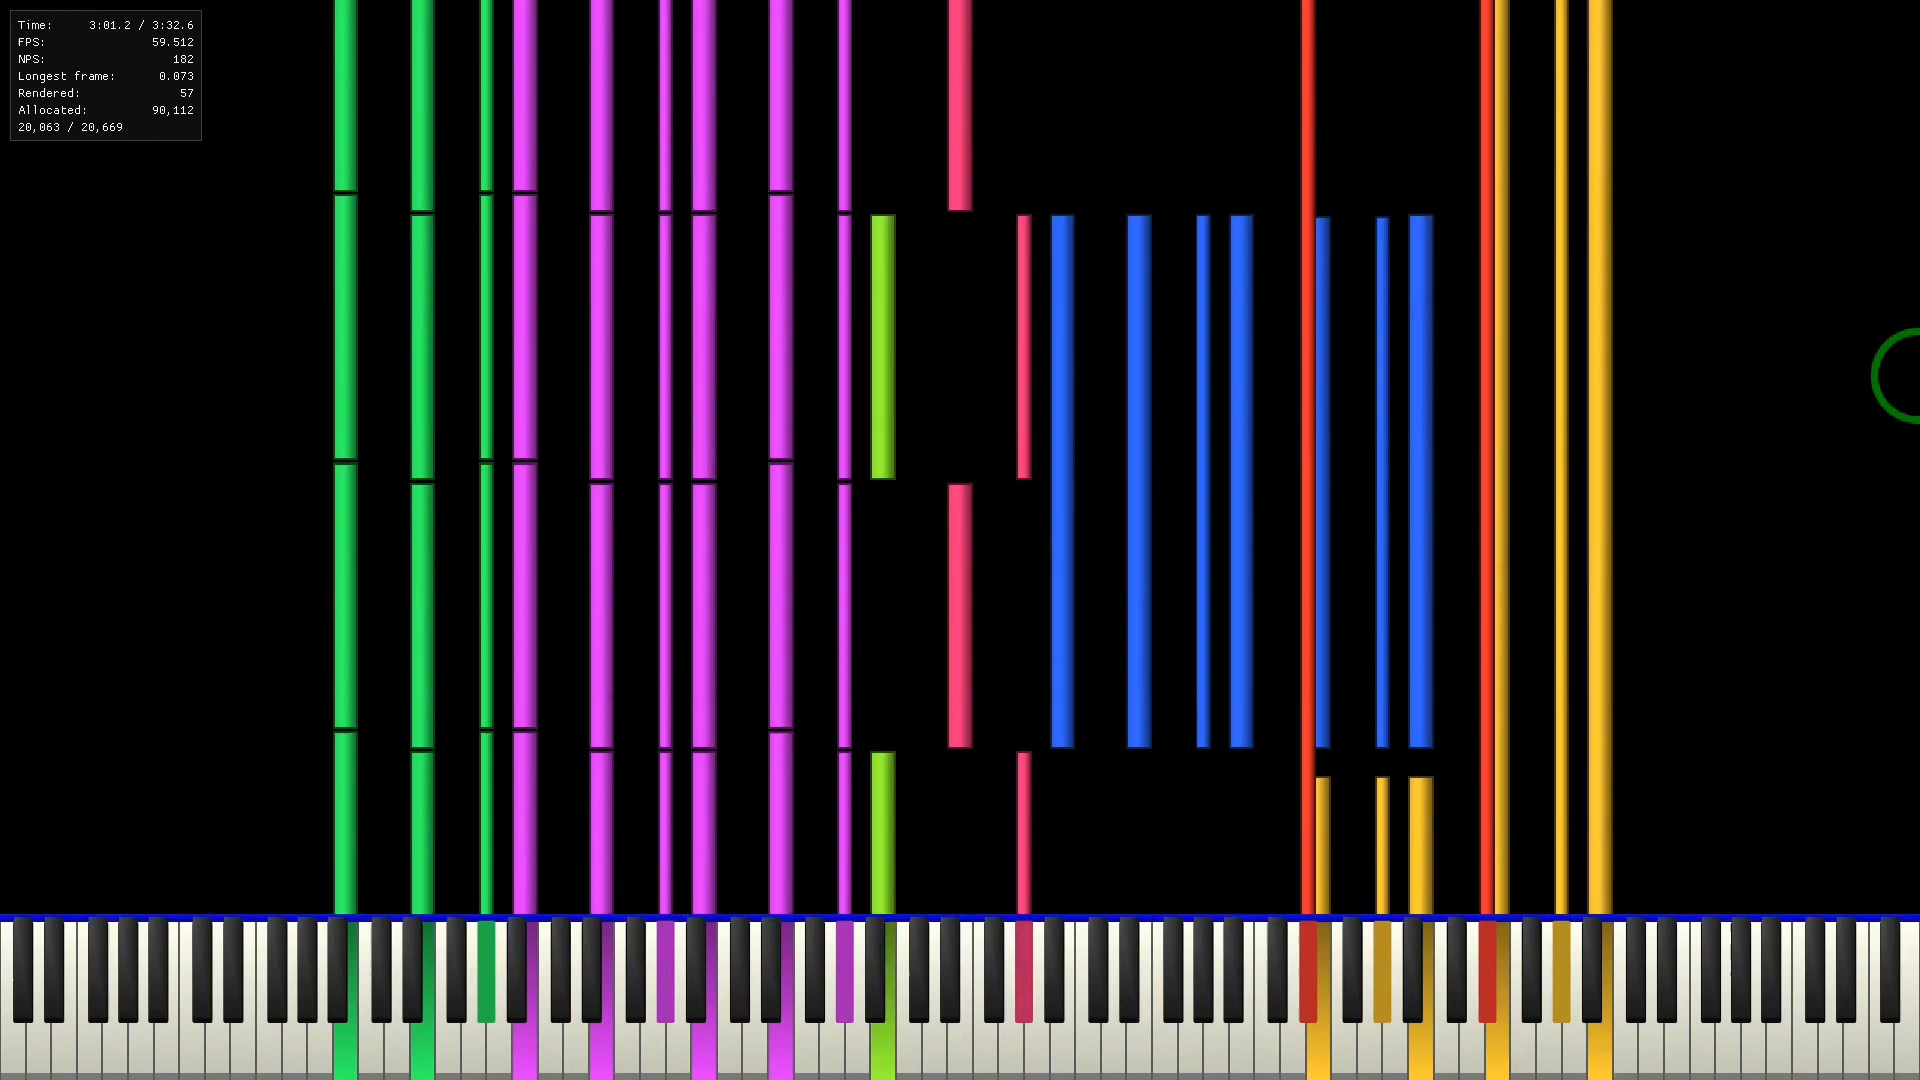 Time: 3:01.2 / 3:32.6
FPS: 59.512
NPS: 182
Longest frame: 0.073
Rendered: 57
Allocated: 90,112
20,063 / 20,669